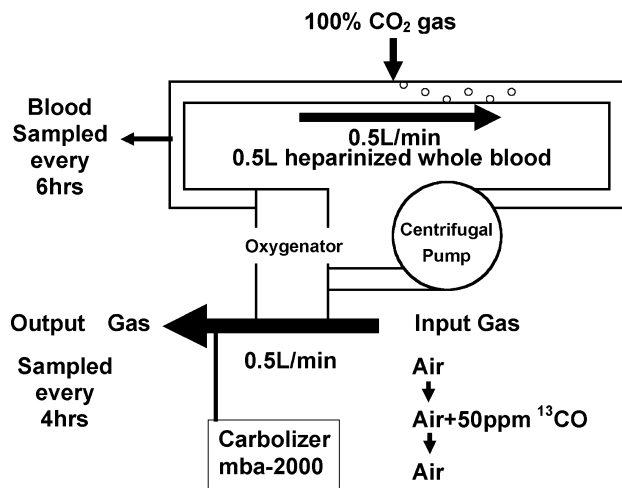 100% CO₂ gas
Blood
Sampled
every
6hrs
0.5L/min
0.5L heparinized whole blood
Oxygenator
Centrifugal
Pump
Output Gas
Sampled
every
4hrs
0.5L/min
Carbolizer
mba-2000
Input Gas
Air
Air+50ppm ¹³CO
Air